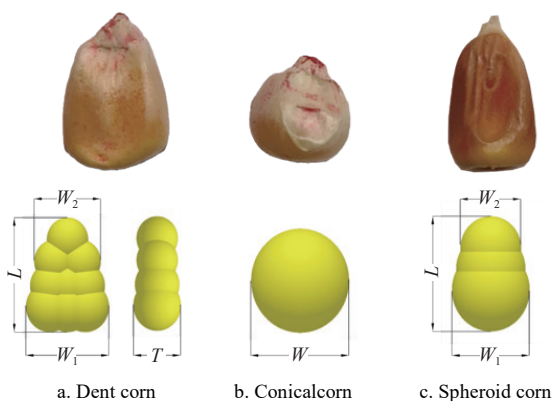 W2 W2
L L
W1 T W W1
a. Dent corn b. Conicalcorn c. Spheroid corn